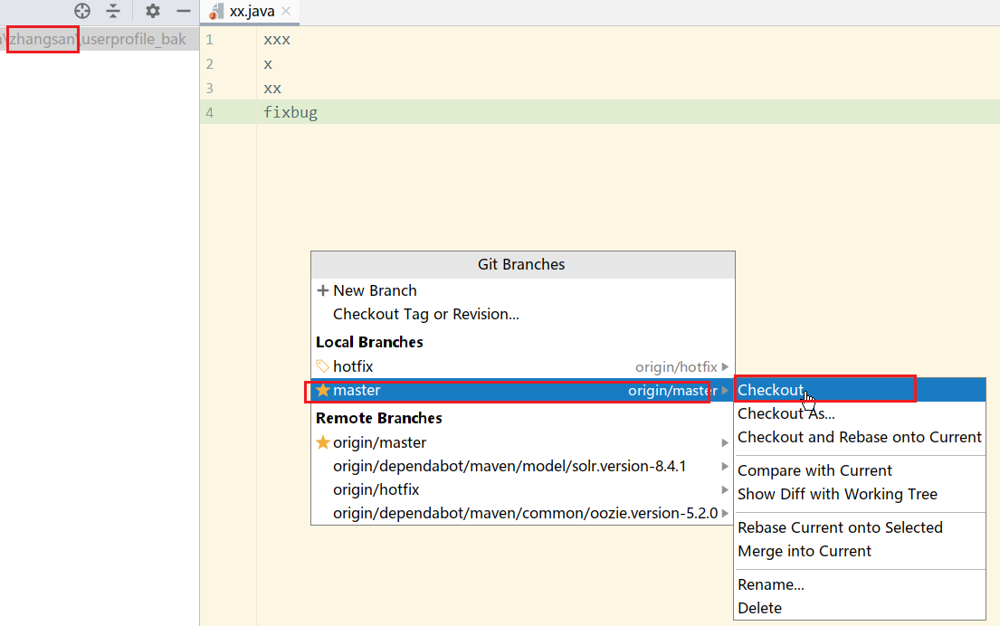 xx.java
\zhangsan\userprofile_bak
1 xxx
2 x
3 xx
4 fixbug
Git Branches
New Branch
Checkout Tag or Revision...
Local Branches
hotfix origin/hotfix
master origin/master
Remote Branches
origin/master
origin/dependabot/maven/model/solr.version-8.4.1
origin/hotfix
origin/dependabot/maven/common/oozie.version-5.2.0
Checkout
Checkout As...
Checkout and Rebase onto Current
Compare with Current
Show Diff with Working Tree
Rebase Current onto Selected
Merge into Current
Rename...
Delete